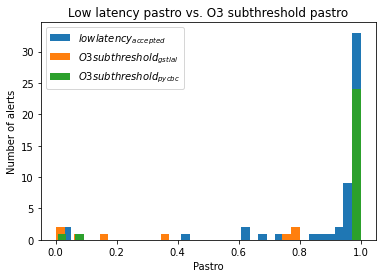 Low latency pastro vs. O3 subthreshold pastro
lowlatency_accepted
O3subthreshold_gstlal
O3subthreshold_pycbc
Number of alerts
30
25
20
15
10
5
0
0.0 0.2 0.4 0.6 0.8 1.0
Pastro